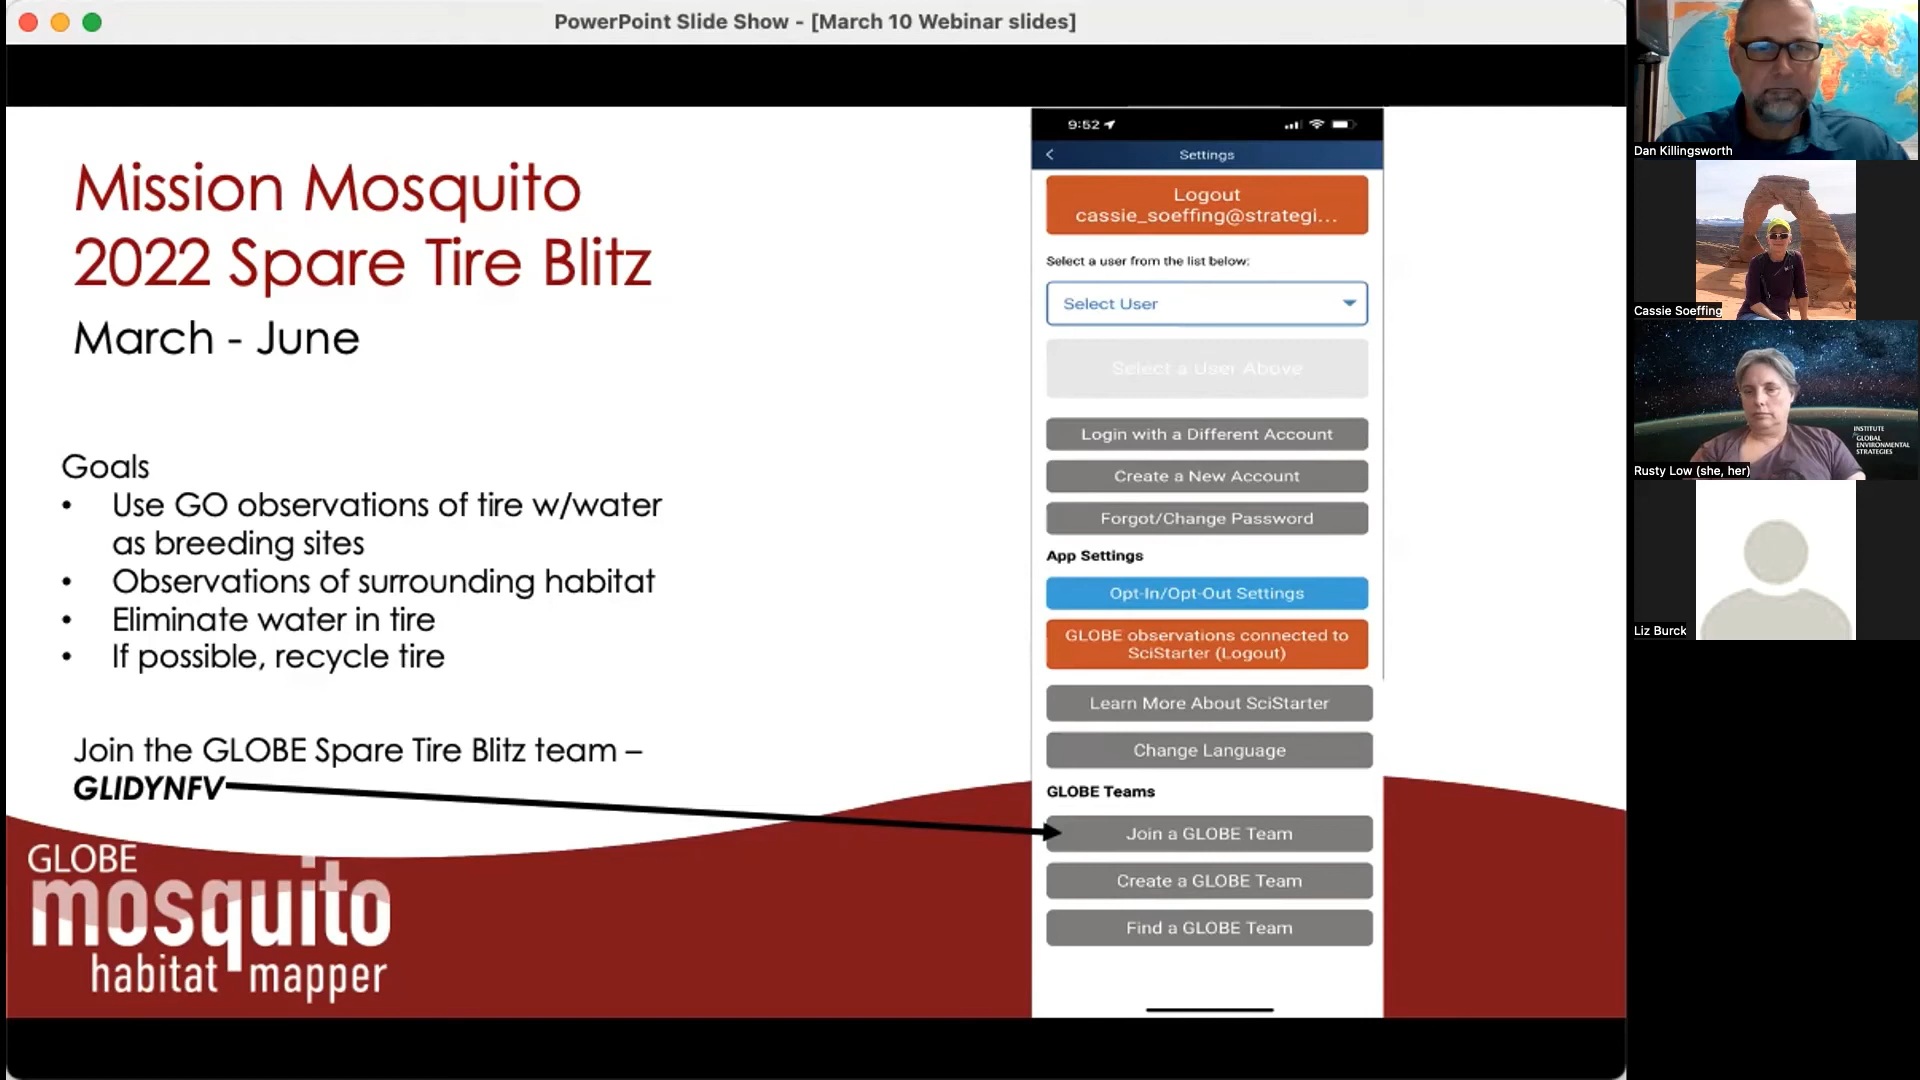 PowerPoint Slide Show - [March 10 Webinar slides]
Mission Mosquito
2022 Spare Tire Blitz
March - June
Goals
• Use GO observations of tire w/water
as breeding sites
• Observations of surrounding habitat
• Eliminate water in tire
• If possible, recycle tire
Join the GLOBE Spare Tire Blitz team –
GLIDYNFV
GLOBE
mosquito
habitat mapper
9:52
Settings
Logout
cassie_soeffing@strategi...
Select a user from the list below:
Select User
Select a User Above
Login with a Different Account
Create a New Account
Forgot/Change Password
App Settings
Opt-In/Opt-Out Settings
GLOBE observations connected to
SciStarter (Logout)
Learn More About SciStarter
Change Language
GLOBE Teams
Join a GLOBE Team
Create a GLOBE Team
Find a GLOBE Team
Dan Killingsworth
Cassie Soeffing
INSTITUTE
for GLOBAL
ENVIRONMENTAL
STRATEGIES
Rusty Low (she, her)
Liz Burck